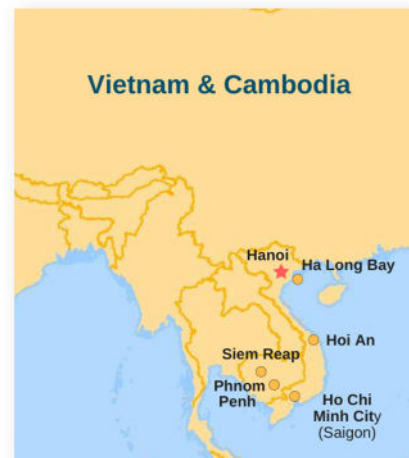 Vietnam & Cambodia
Hanoi
Ha Long Bay
Hoi An
Siem Reap
Phnom
Penh
Ho Chi
Minh City
(Saigon)